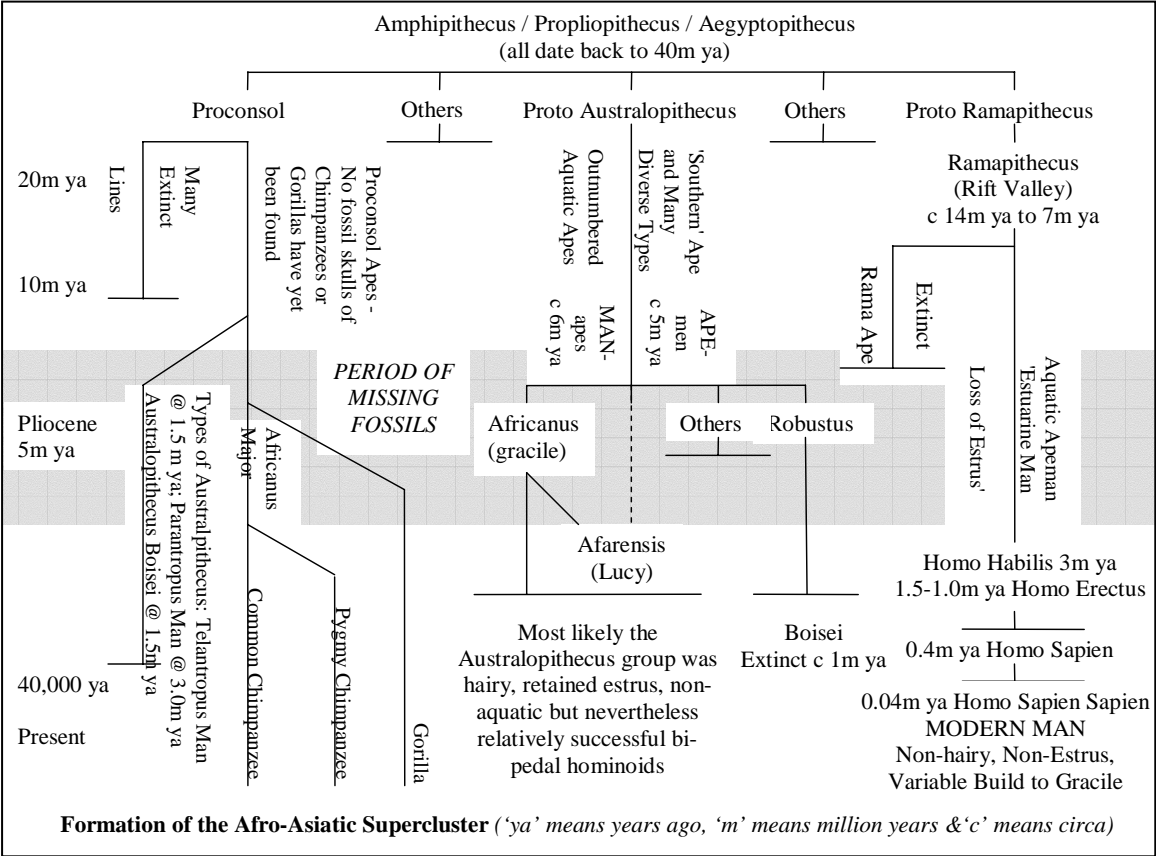 Amphipithecus / Propliopithecus / Aegyptopithecus
(all date back to 40m ya)
Proconsol
Others
Proto Australopithecus
Others
Proto Ramapithecus
20m ya
10m ya
Pliocene
5m ya
40,000 ya
Present
Many
Extinct
Lines
Proconsol Apes -
No fossil skulls of
Chimpanzees or
Gorillas have yet
been found
Outnumbered
Aquatic Apes
'Southern' Ape
and Many
Diverse Types
MAN-
apes
c 6m ya
APE-
men
c 5m ya
Ramapithecus
(Rift Valley)
c 14m ya to 7m ya
Extinct
Rama Ape
PERIOD OF
MISSING
FOSSILS
Types of Australpithecus: Telantropus Man
@ 1.5 m ya; Parantropus Man @ 3.0m ya
Australopithecus Boisei @ 1.5m ya
Africanus
Major
Africanus
(gracile)
Others
Robustus
Aquatic Apeman
'Estuarine Man
Loss of Estrus'
Afarensis
(Lucy)
Homo Habilis 3m ya
1.5-1.0m ya Homo Erectus
Common Chimpanzee
Pygmy Chimpanzee
Gorilla
Most likely the
Australopithecus group was
hairy, retained estrus, non-
aquatic but nevertheless
relatively successful bi-
pedal hominoids
Boisei
Extinct c 1m ya
0.4m ya Homo Sapien
0.04m ya Homo Sapien Sapien
MODERN MAN
Non-hairy, Non-Estrus,
Variable Build to Gracile
Formation of the Afro-Asiatic Supercluster (‘ya’ means years ago, ‘m’ means million years &‘c’ means circa)